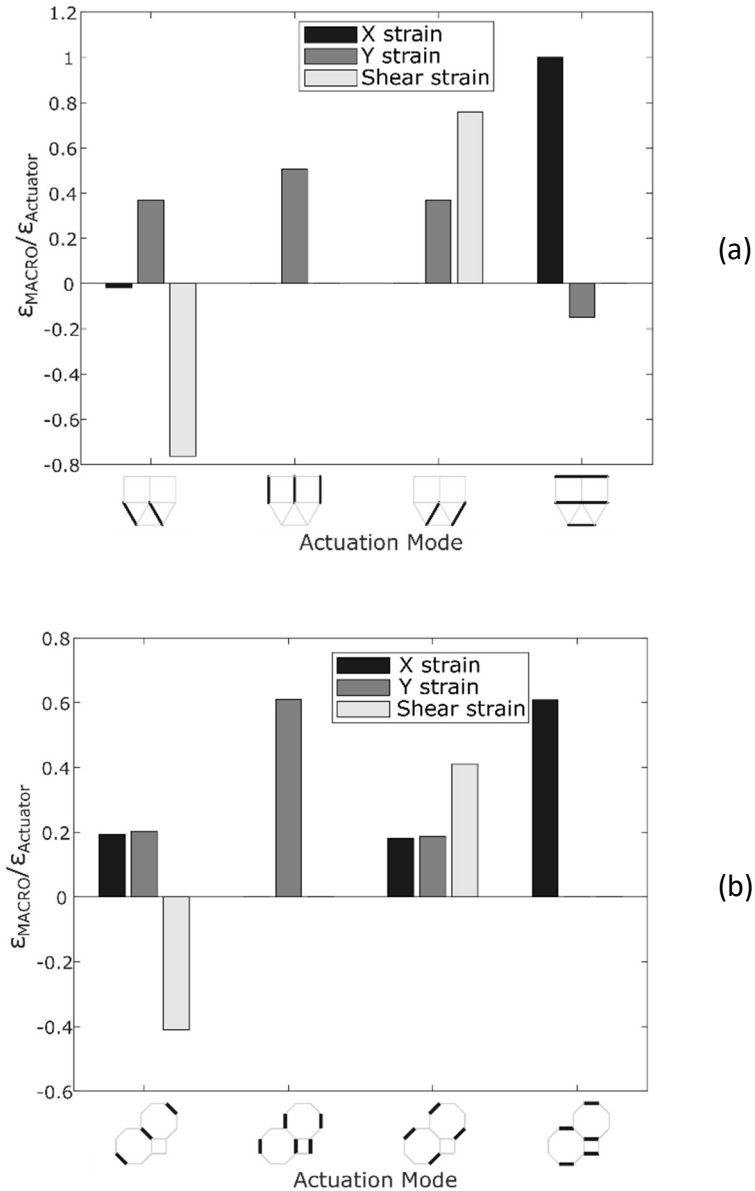 1.2
1
0.8
0.6
0.4
0.2
0
-0.2
-0.4
-0.6
-0.8
εMACRO/εActuator
X strain
Y strain
Shear strain
Actuation Mode
(a)
0.8
0.6
0.4
0.2
0
-0.2
-0.4
-0.6
εMACRO/εActuator
X strain
Y strain
Shear strain
Actuation Mode
(b)